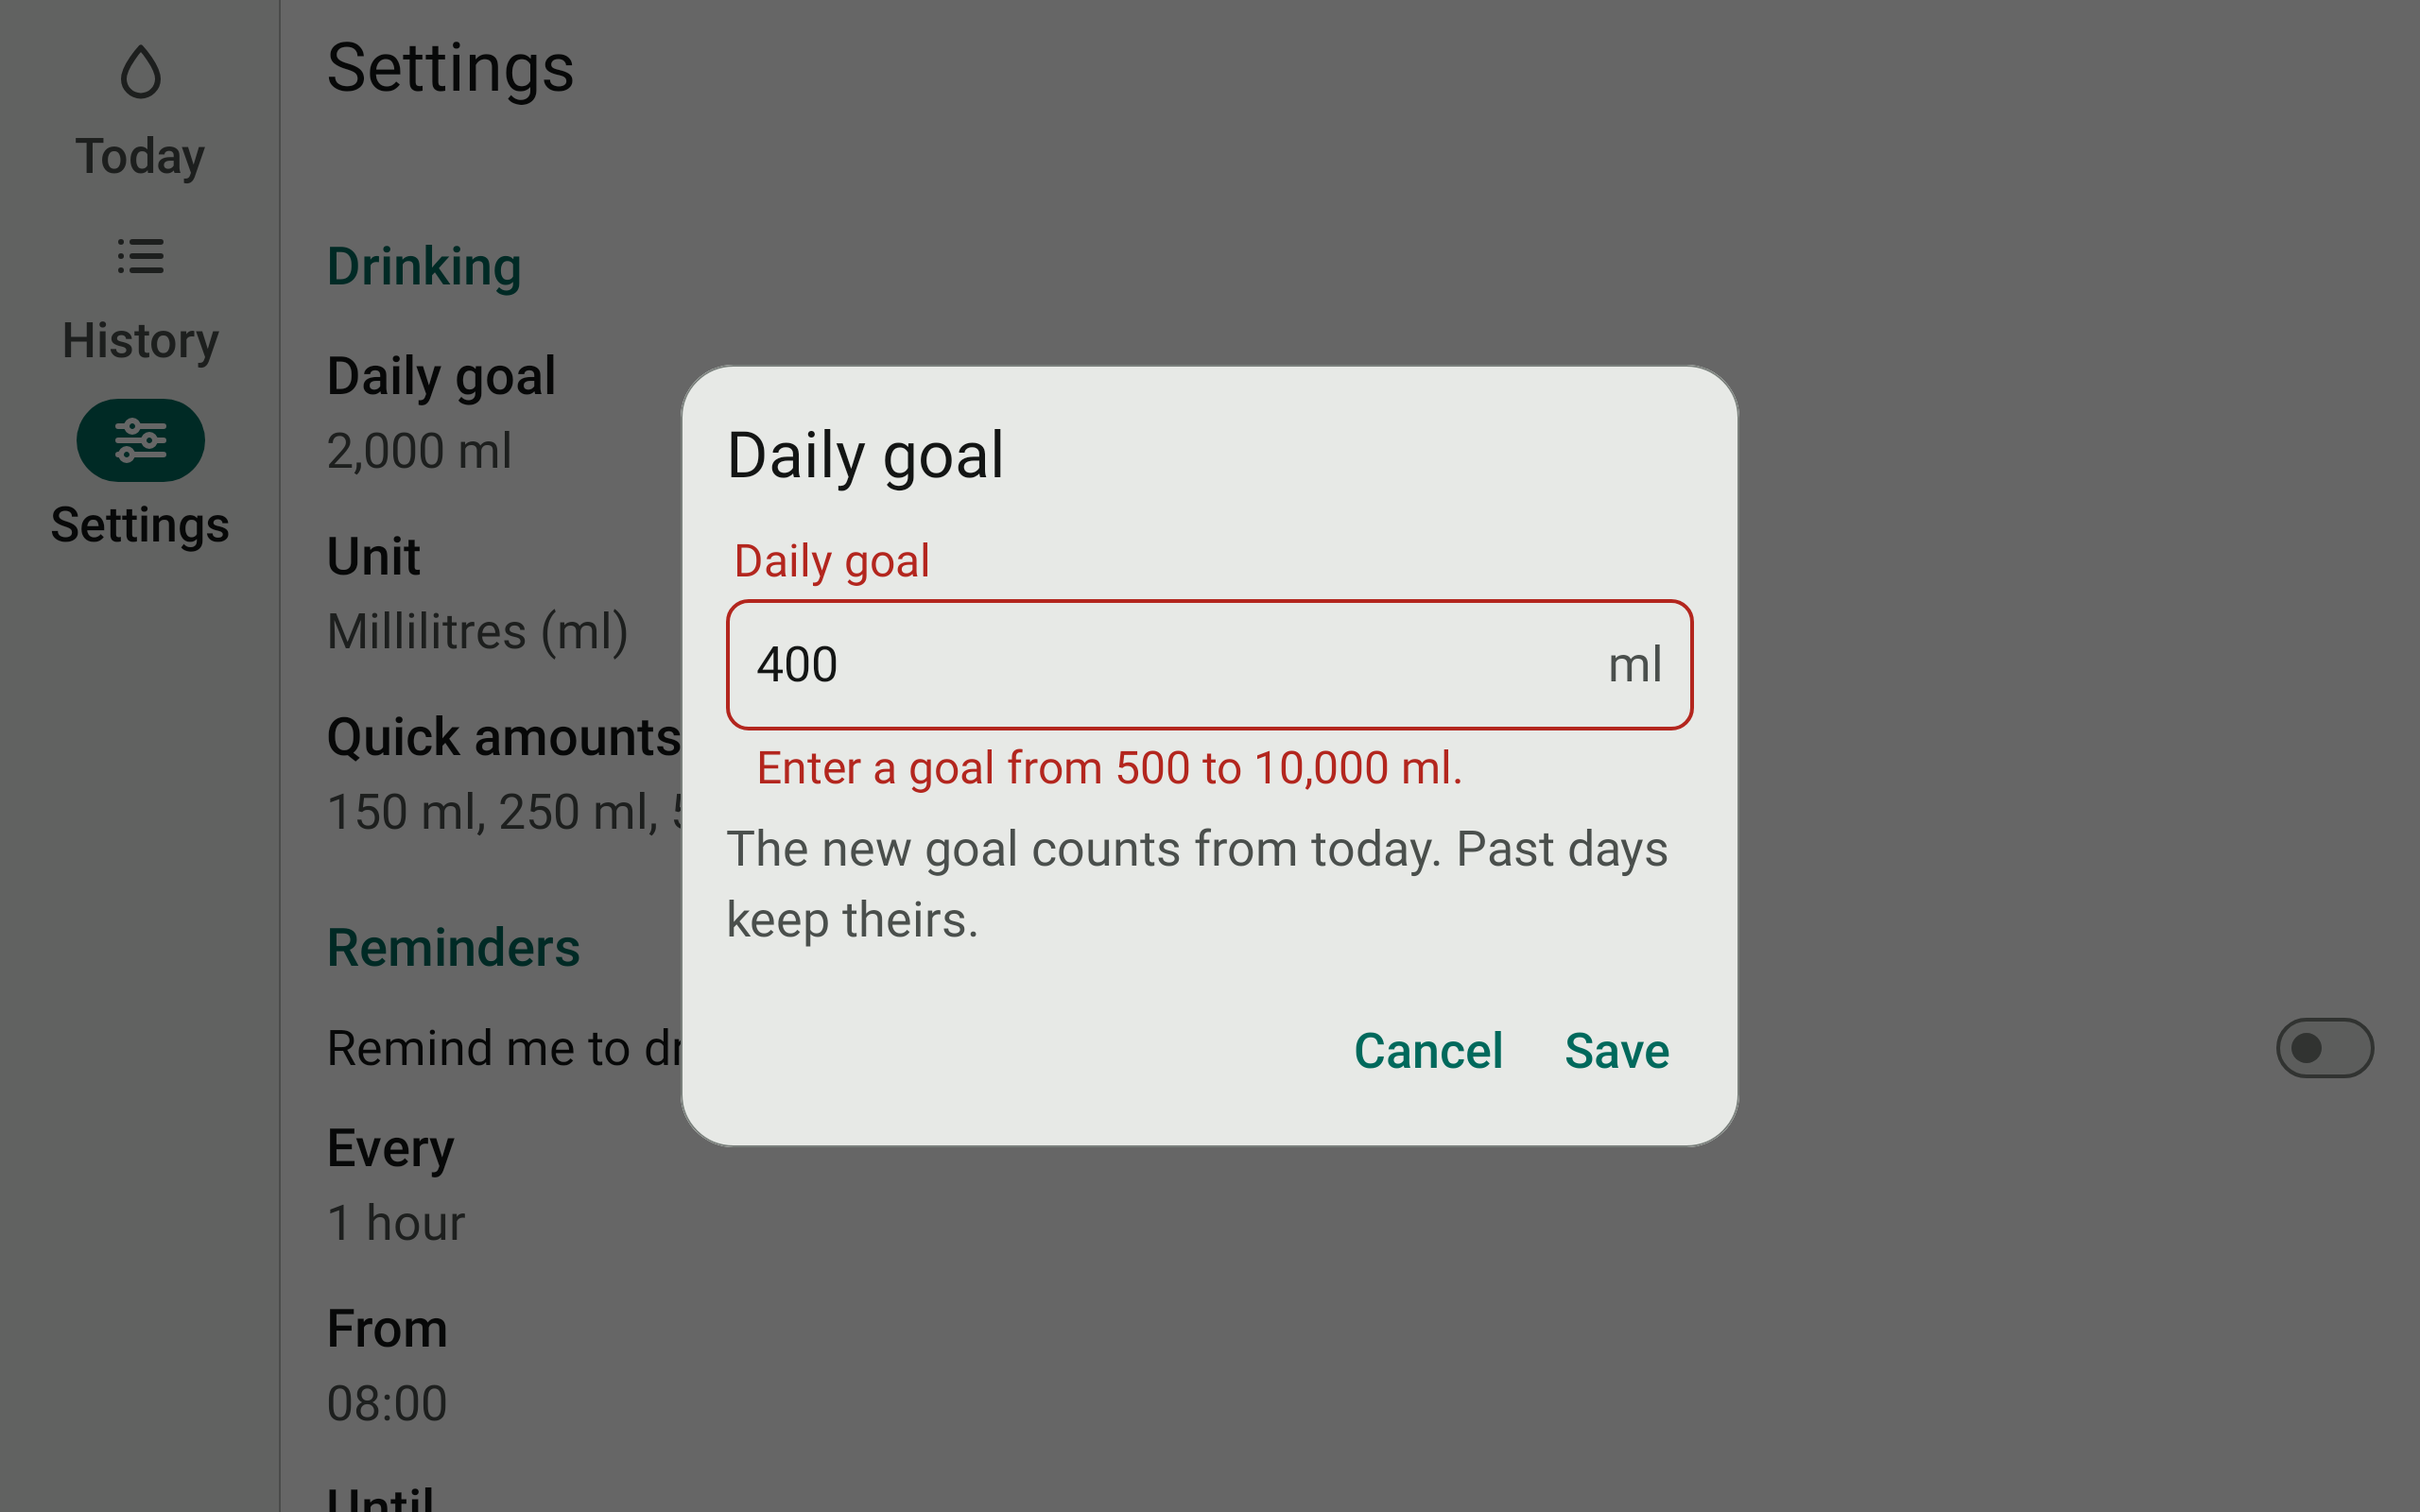 Today
History
Settings
Settings
Drinking
Daily goal
2,000 ml
Unit
Millilitres (ml)
Quick amounts
150 ml, 250 ml,
Reminders
Remind me to
Every
1 hour
From
08:00
Until
Daily goal
Daily goal
400 ml
Enter a goal from 500 to 10,000 ml.
The new goal counts from today. Past days
keep theirs.
Cancel Save